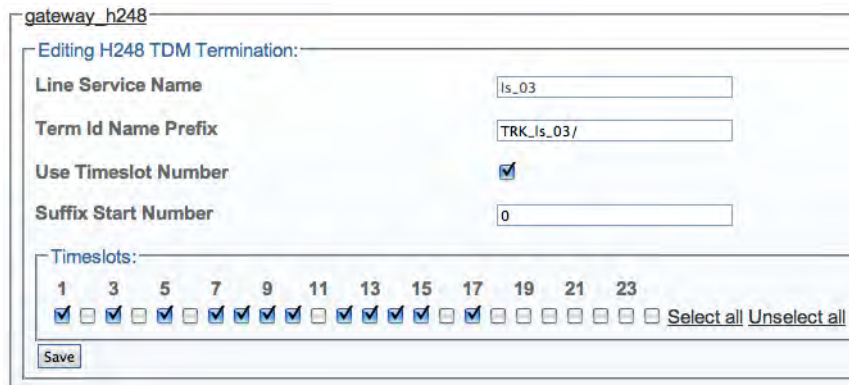 gateway_h248
Editing H248 TDM Termination:
Line Service Name ls_03
Term Id Name Prefix TRK_ls_03/
Use Timeslot Number
Suffix Start Number 0
Timeslots:
1 3 5 7 9 11 13 15 17 19 21 23
Select all Unselect all
Save